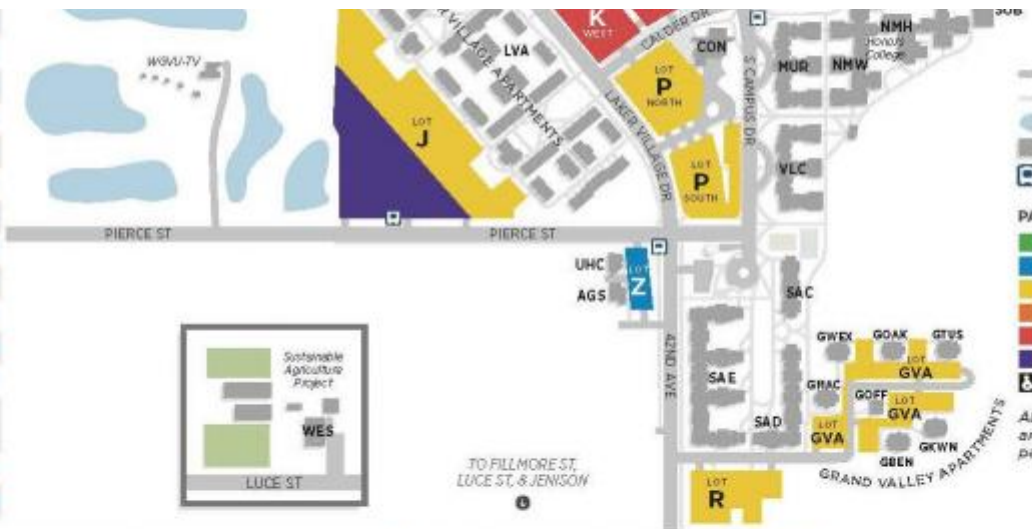 K
WEST
CALDER DR
SUB
NMH
Honors
College
LVA
CON
WGVU-TV
VILLAGE APARTMENTS
MUR
NMW
LOT
P
NORTH
S CAMPUS DR
LAKER VILLAGE DR
LOT
J
VLC
LOT
P
SOUTH
PA
PIERCE ST
PIERCE ST
UHC
LOT
Z
AGS
SAC
GWEX
GOAK
GTUS
42ND AVE
Sustainable
Agriculture
Project
LOT
GVA
SAE
GMAC
GOFF
LOT
GVA
WES
SAD
LOT
GVA
GKWN
GBEN
GRAND VALLEY APARTMENTS
TO FILLMORE ST,
LUCE ST, & JENISON
LUCE ST
LOT
R